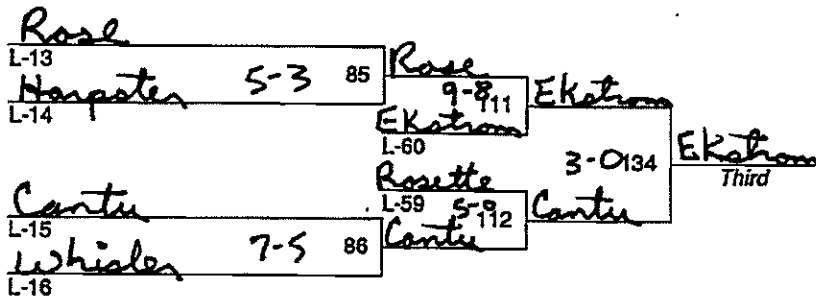 Rose
L-13
Harpster 5-3 85
L-14
Rose
9-8 111
Ekstrom
L-60
Ekstrom
3-0 134
Ekstrom
Third
Rosette
L-59
5-0 112
Cantu
Cantu
L-15
Cantu
Whisler 7-5 86
L-16